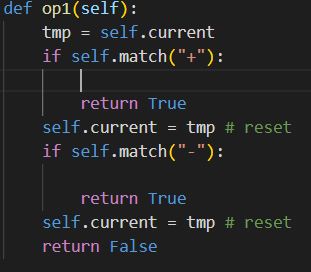 def op1(self):
    tmp = self.current
    if self.match("+"):
        return True
    self.current = tmp # reset
    if self.match("-"):
        return True
    self.current = tmp # reset
    return False